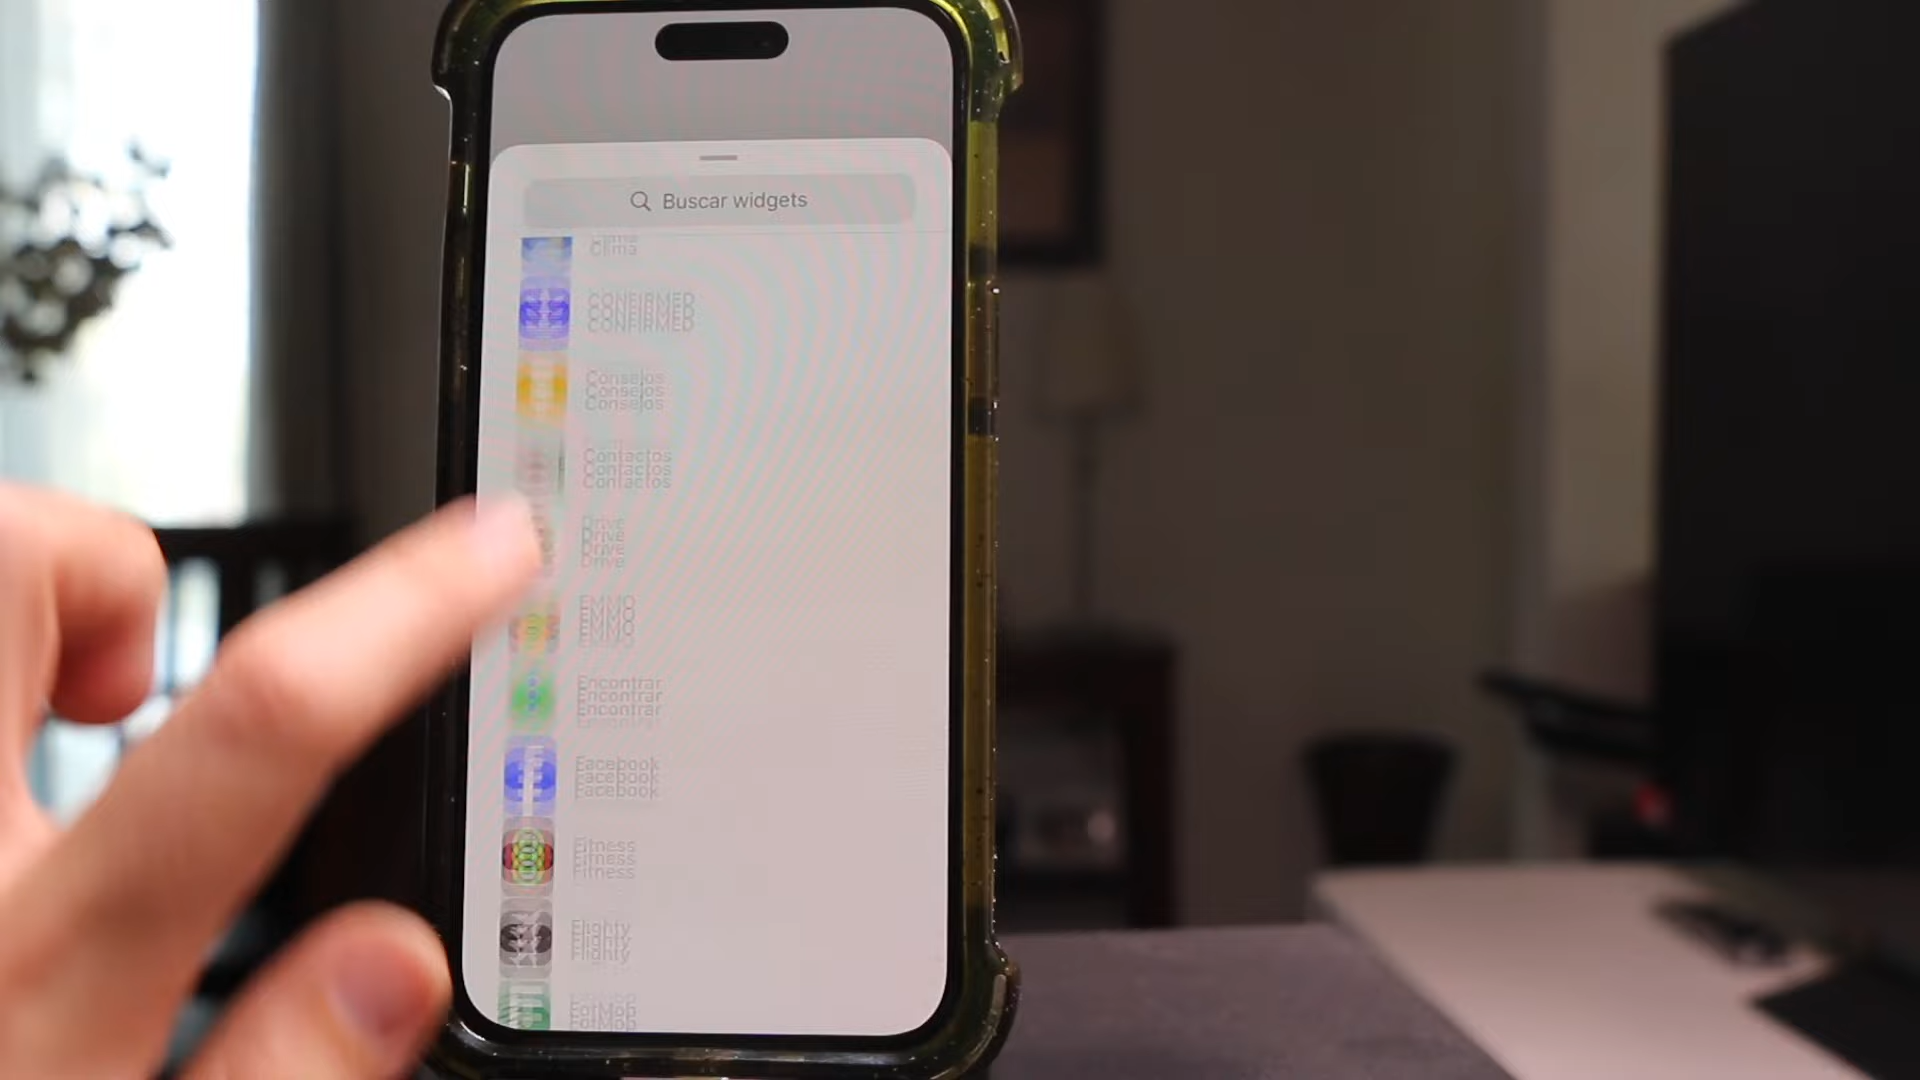 Buscar widgets
Clima
CONFIRMED
Consejos
Contactos
Drive
EMMO
Encontrar
Facebook
Fitness
Flighty
FotMob